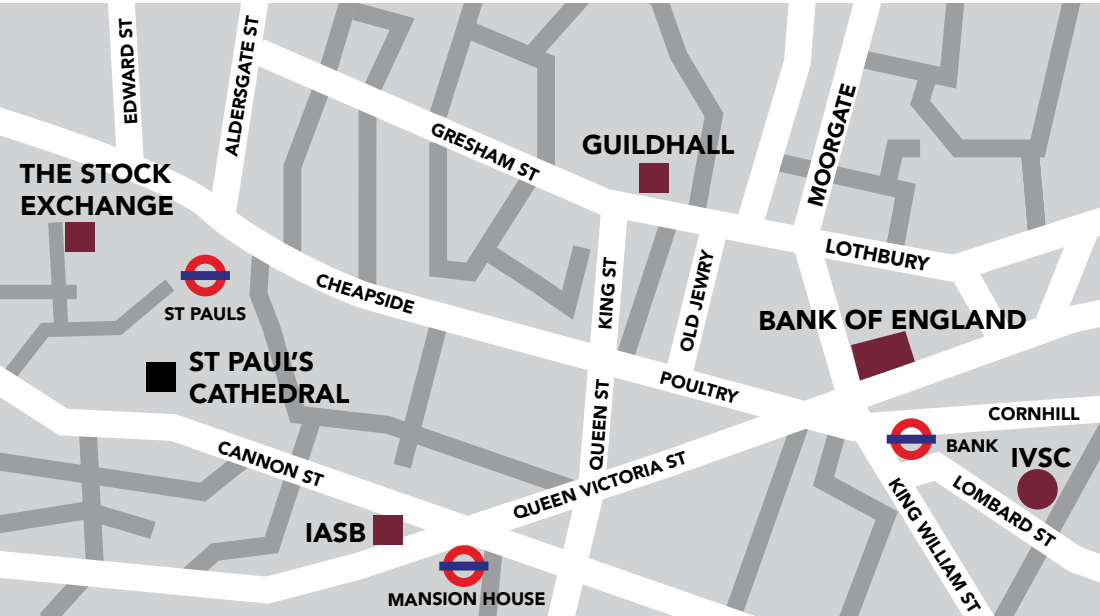 EDWARD ST
ALDERSGATE ST
GRESHAM ST
GUILDHALL
MOORGATE
THE STOCK
EXCHANGE
LOTHBURY
ST PAULS
CHEAPSIDE
KING ST
OLD JEWRY
BANK OF ENGLAND
ST PAUL'S
CATHEDRAL
POULTRY
QUEEN ST
CORNHILL
BANK
IVSC
CANNON ST
QUEEN VICTORIA ST
KING WILLIAM ST
LOMBARD ST
IASB
MANSION HOUSE